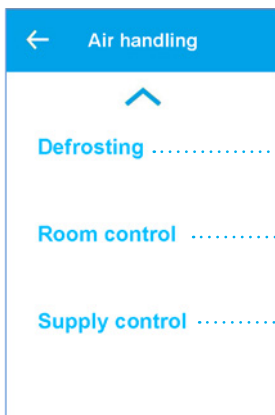 Air handling
Defrosting ...............
Room control ...........
Supply control ...........